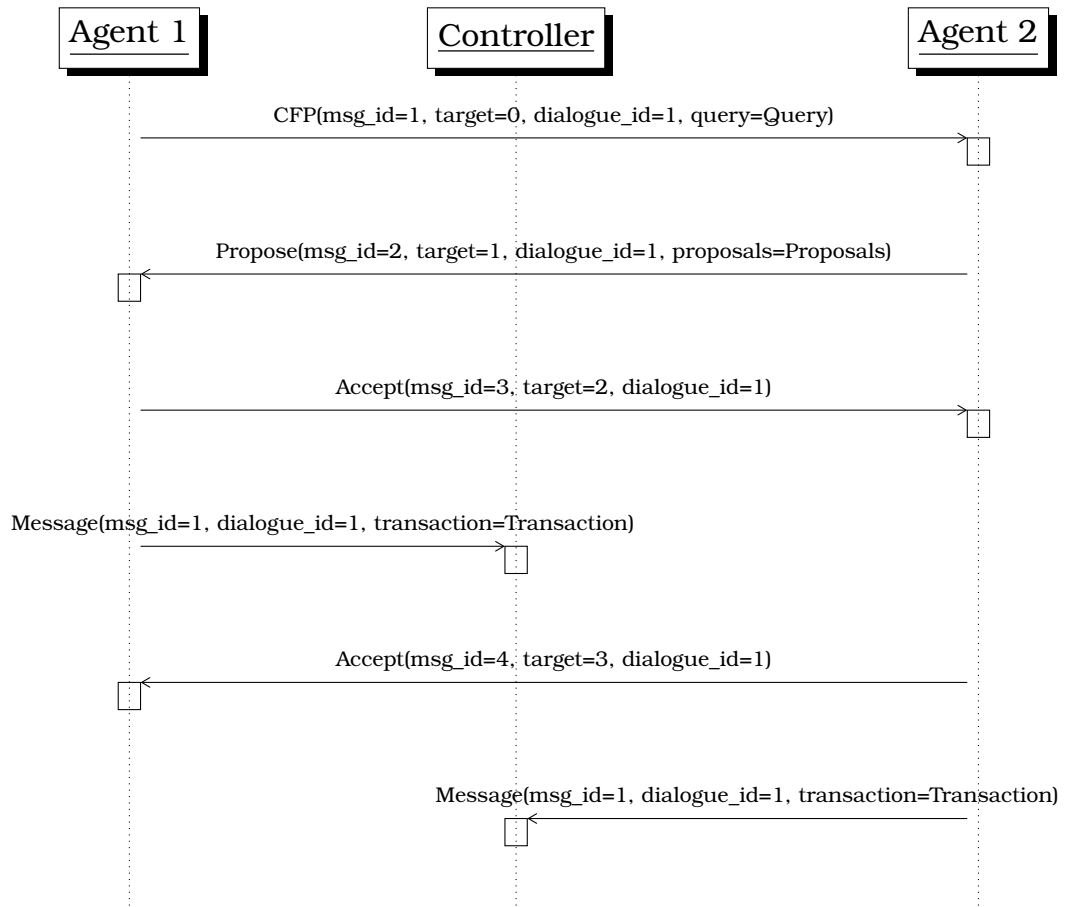 Agent 1
Controller
Agent 2
CFP(msg_id=1, target=0, dialogue_id=1, query=Query)
Propose(msg_id=2, target=1, dialogue_id=1, proposals=Proposals)
Accept(msg_id=3, target=2, dialogue_id=1)
Message(msg_id=1, dialogue_id=1, transaction=Transaction)
Accept(msg_id=4, target=3, dialogue_id=1)
Message(msg_id=1, dialogue_id=1, transaction=Transaction)